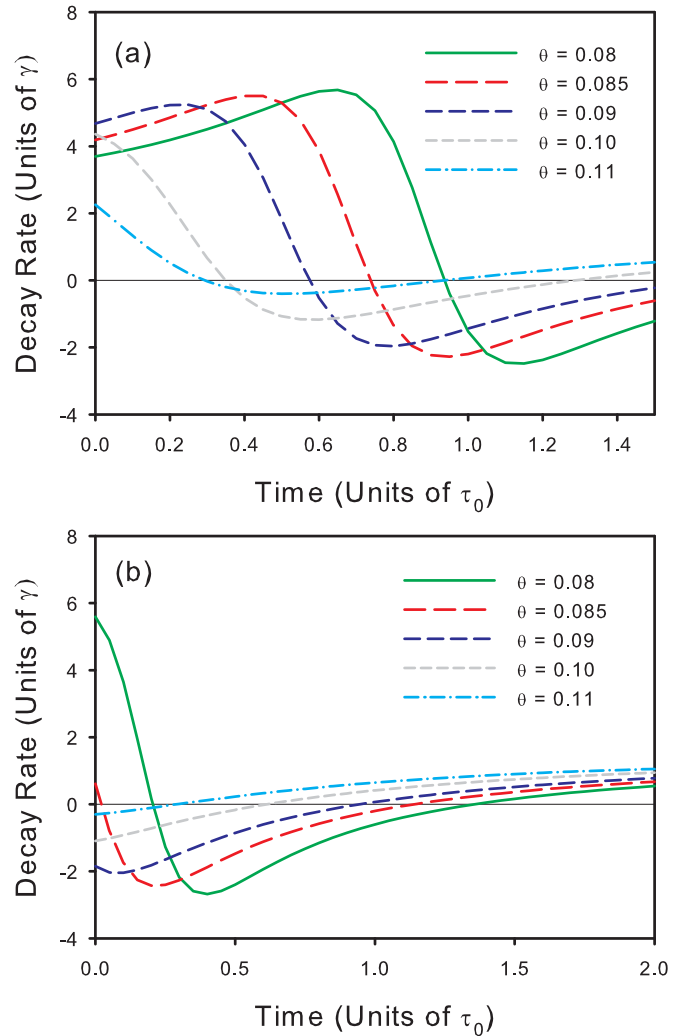 (a)
θ = 0.08
θ = 0.085
θ = 0.09
θ = 0.10
θ = 0.11
Decay Rate (Units of γ)
8
6
4
2
0
-2
-4
0.0 0.2 0.4 0.6 0.8 1.0 1.2 1.4
Time (Units of τ0)
(b)
θ = 0.08
θ = 0.085
θ = 0.09
θ = 0.10
θ = 0.11
Decay Rate (Units of γ)
8
6
4
2
0
-2
-4
0.0 0.5 1.0 1.5 2.0
Time (Units of τ0)